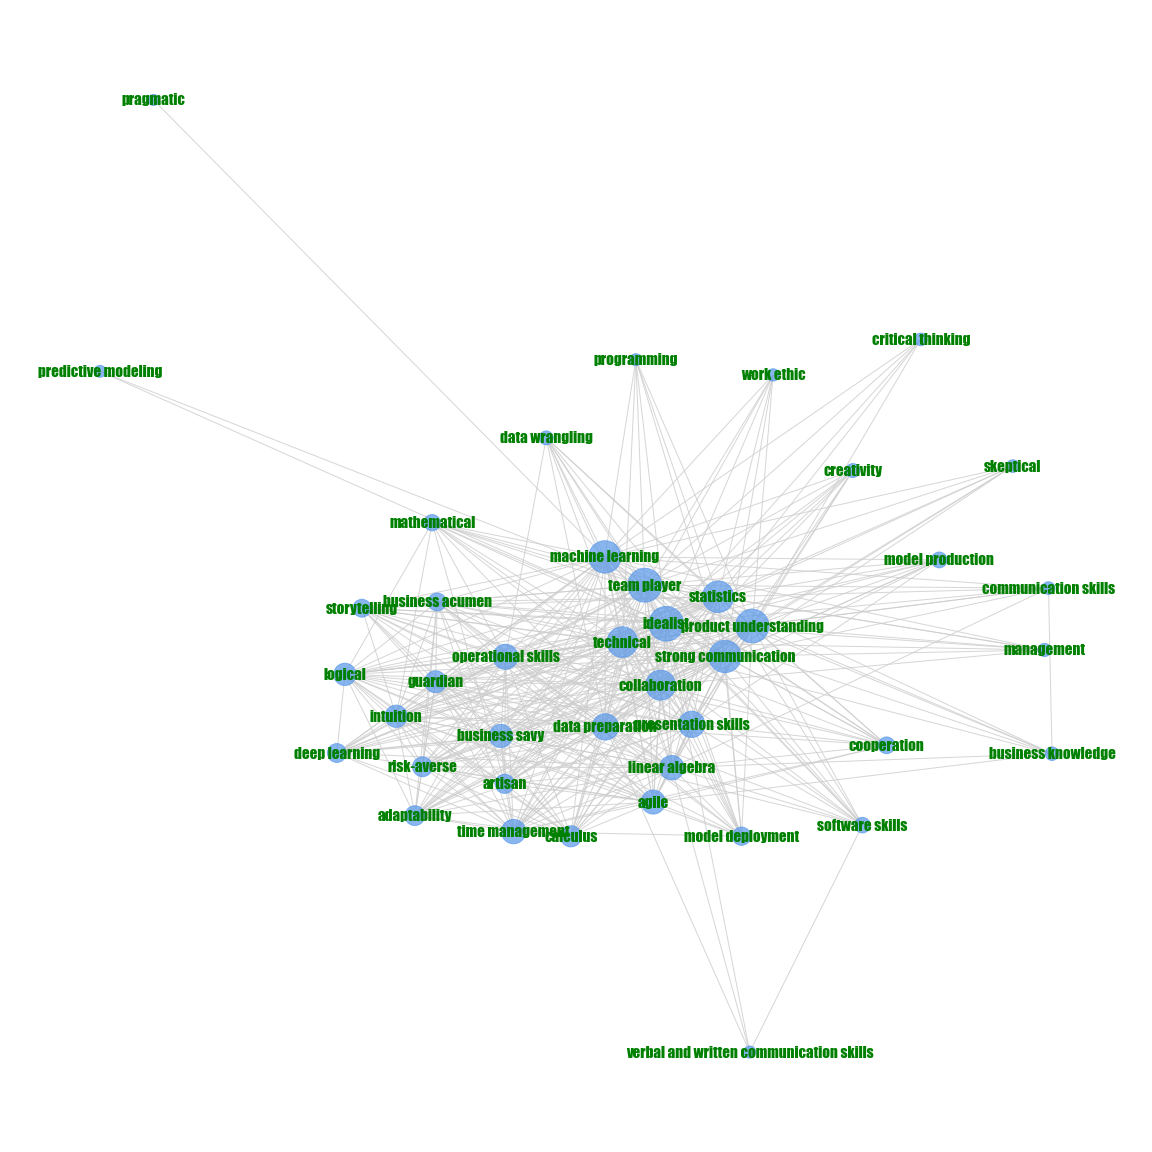 pragmatic
critical thinking
programming
predictive modeling
work ethic
data wrangling
skeptical
creativity
mathematical
machine learning
model production
team player
communication skills
statistics
business acumen
storytelling
idealist
product understanding
technical
management
operational skills
strong communication
logical
guardian
collaboration
intuition
data preparation
presentation skills
business savy
cooperation
deep learning
business knowledge
risk-averse
linear algebra
artisan
agile
adaptability
software skills
time management
calculus
model deployment
verbal and written communication skills